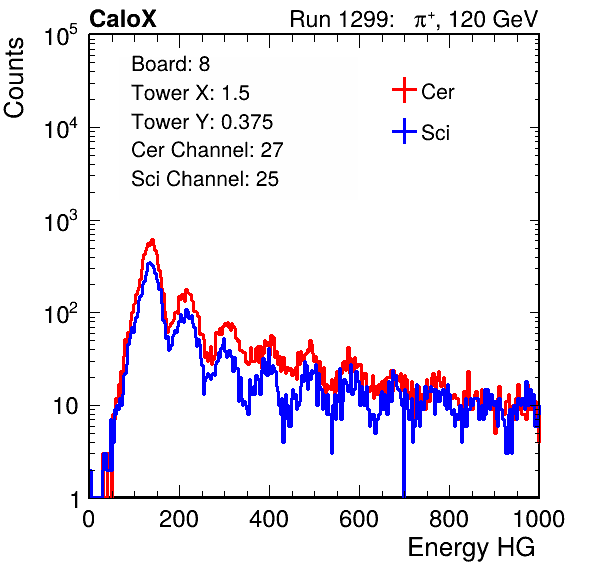 CaloX Run 1299: π⁺, 120 GeV
Counts
10⁵
10⁴
10³
10²
10
1
Board: 8
Tower X: 1.5
Tower Y: 0.375
Cer Channel: 27
Sci Channel: 25
Cer
Sci
0 200 400 600 800 1000
Energy HG